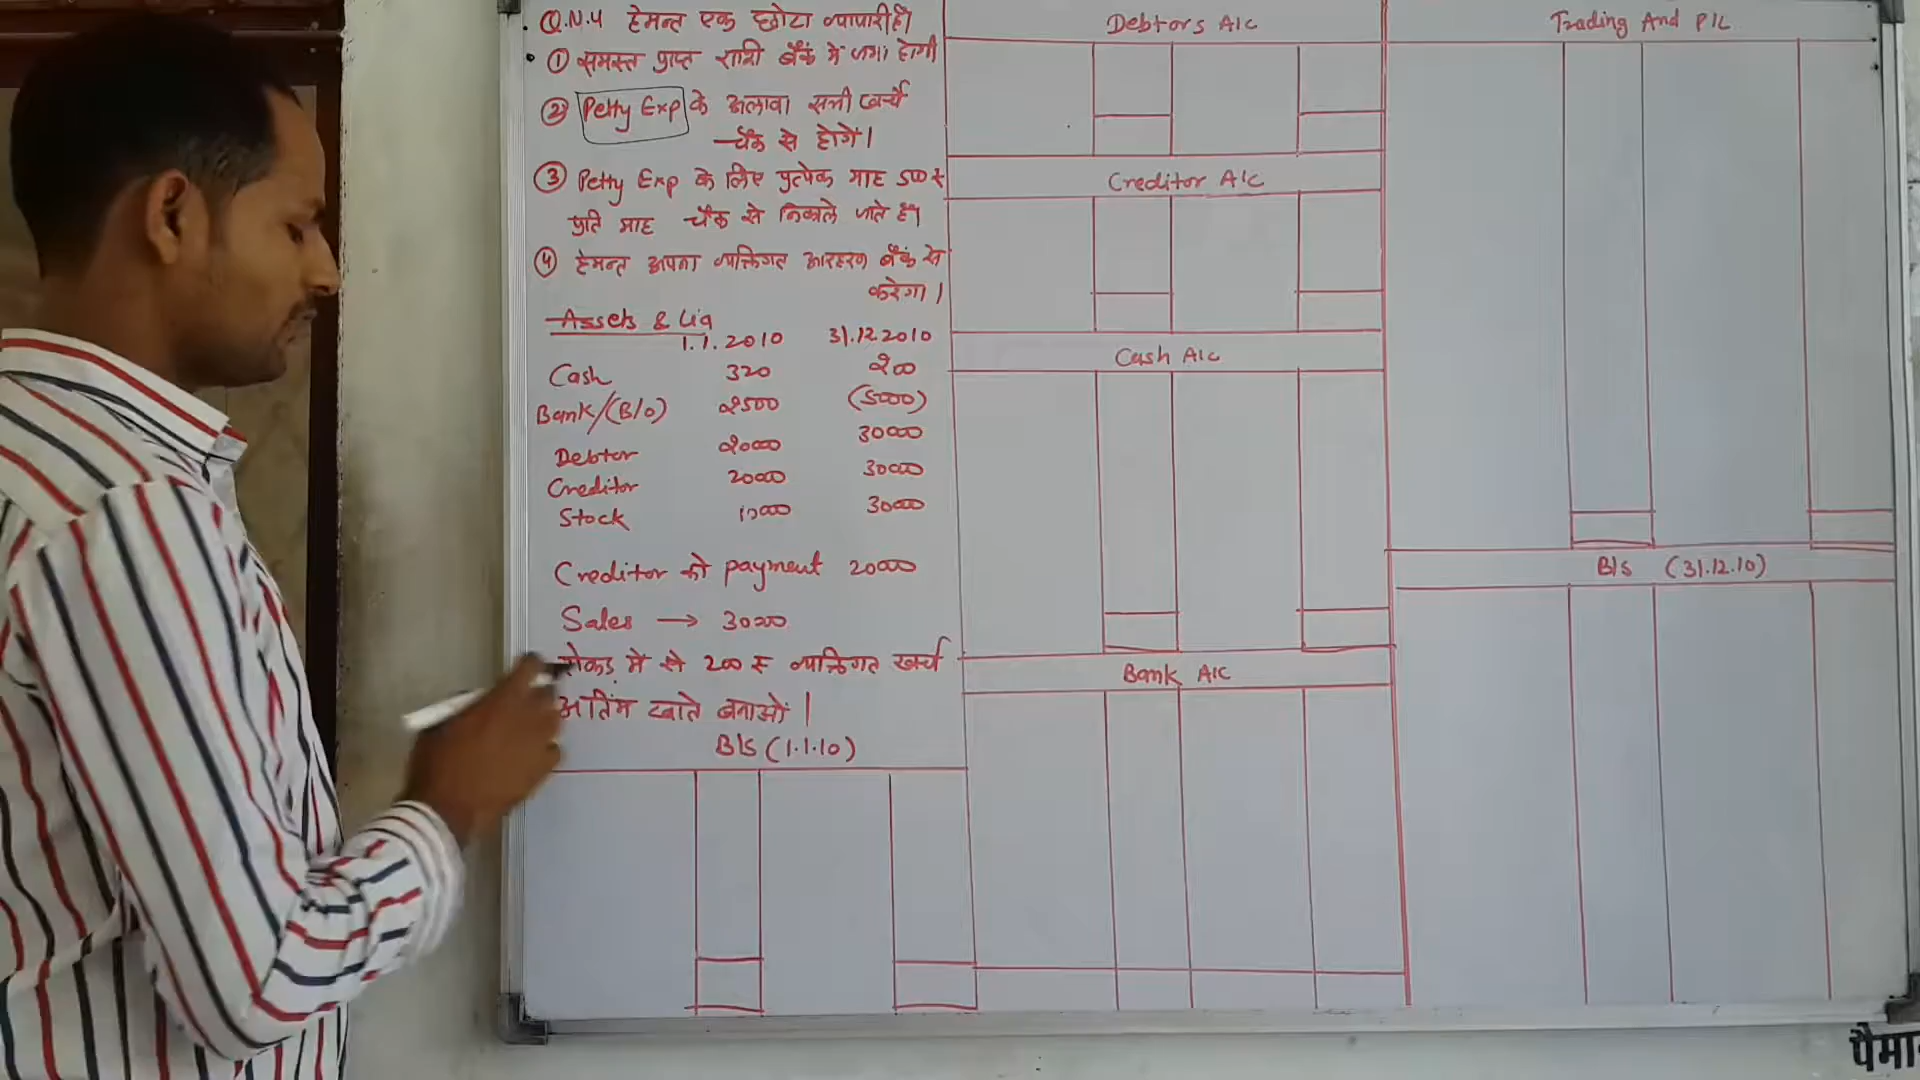 Q.N.4 हेमन्त एक छोटा व्यापारी है।
① समस्त प्राप्त राशी बैंक में जमा होगी
② Petty Exp के अलावा सभी खर्चे
चैक से होगें।
③ Petty Exp के लिए प्रत्येक माह 500 ₹
प्रति माह चैक से निकाले जाते है।
④ हेमन्त अपना व्यक्तिगत आहरण बैंक से
करेगा।
Assets & Lia
1.1.2010 31.12.2010
Cash 320 200
Bank/(B/O) 2500 (5000)
Debtor 20000 30000
Creditor 20000 30000
Stock 10000 30000
Creditor को payment 20000
Sales →
रोकड़ में से 200 ₹ व्यक्तिगत खर्च
अतिंम खाते बनाओं।
B/S (1.1.10)
Debtors A/C
Creditor A/C
Cash A/C
Bank A/C
Trading And P/L
B/S (31.12.10)
पैमा